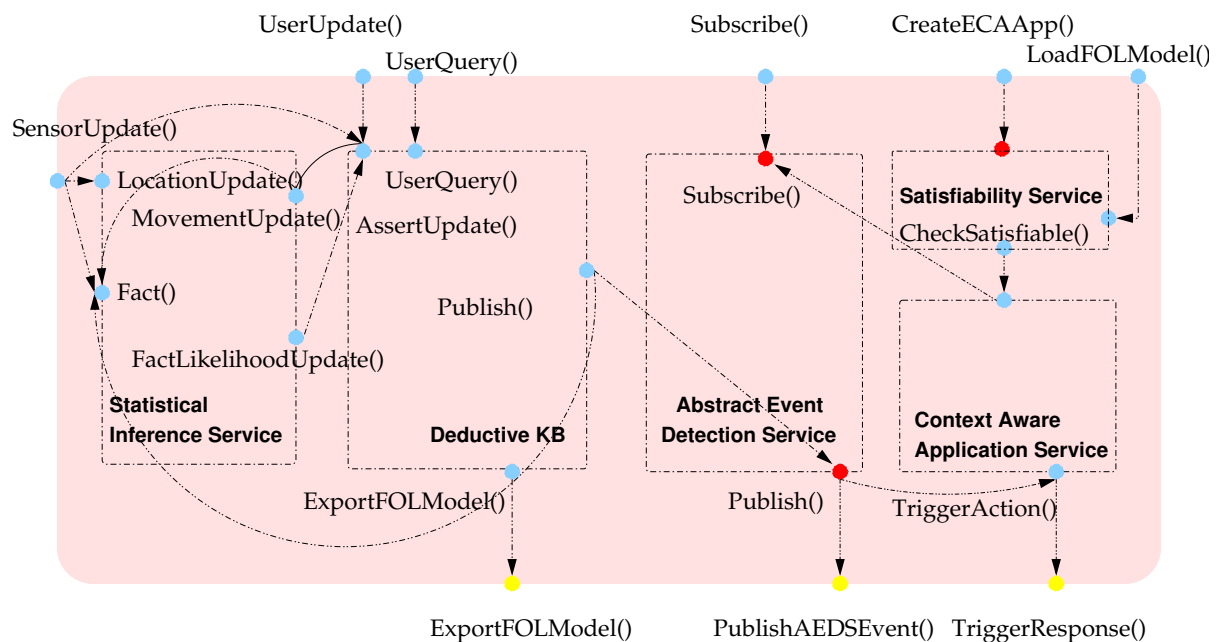 UserUpdate()
Subscribe()
CreateECAApp()
UserQuery()
LoadFOLModel()
SensorUpdate()
LocationUpdate()
UserQuery()
Subscribe()
Satisfiability Service
MovementUpdate()
AssertUpdate()
CheckSatisfiable()
Fact()
Publish()
FactLikelihoodUpdate()
Statistical
Inference Service
Deductive KB
Abstract Event
Detection Service
Context Aware
Application Service
ExportFOLModel()
Publish()
TriggerAction()
ExportFOLModel()
PublishAEDSEvent()
TriggerResponse()